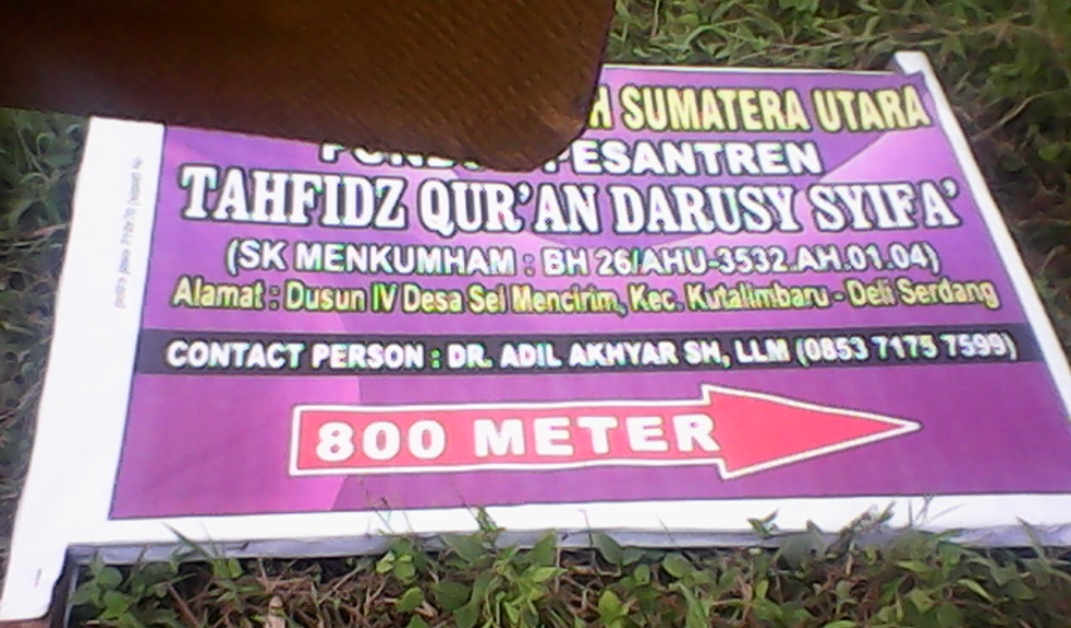 SUMATERA UTARA
PESANTREN
TAHFIDZ QUR'AN DARUSY SYIFA'
(SK MENKUMHAM : BH 26/AHU-3532.AH.01.04)
Alamat : Dusun IV Desa Sei Mencirim, Kec. Kutalimbaru - Deli Serdang
CONTACT PERSON : DR. ADIL AKHYAR SH, LLM (0853 7175 7599)
800 METER